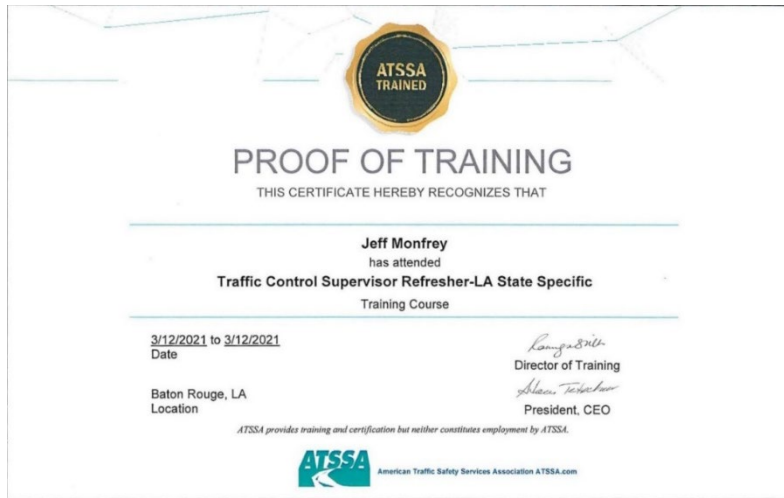 ATSSA
TRAINED
PROOF OF TRAINING
THIS CERTIFICATE HEREBY RECOGNIZES THAT
Jeff Monfrey
has attended
Traffic Control Supervisor Refresher-LA State Specific
Training Course
3/12/2021 to 3/12/2021
Date
Director of Training
Baton Rouge, LA
Location
President, CEO
ATSSA provides training and certification but neither constitutes employment by ATSSA.
ATSSA
American Traffic Safety Services Association ATSSA.com